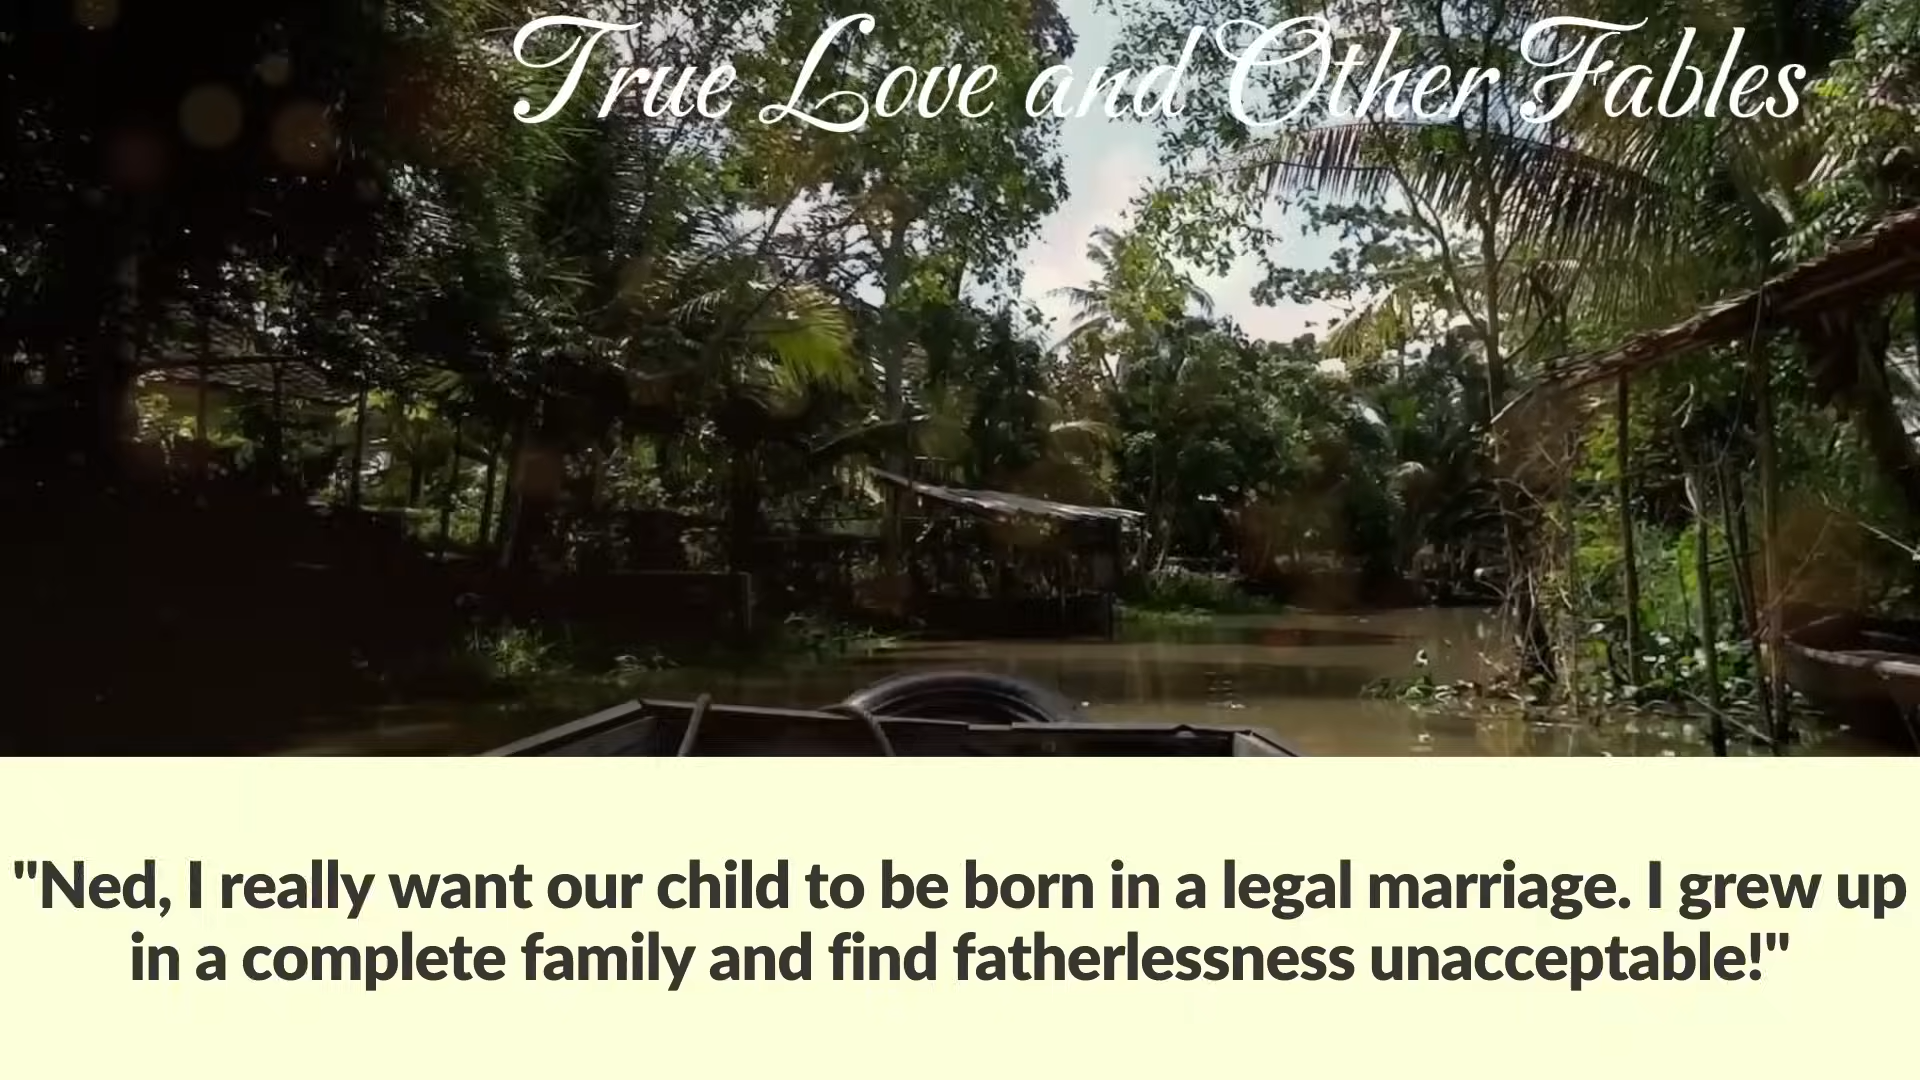 True Love and Other Fables
"Ned, I really want our child to be born in a legal marriage. I grew up
in a complete family and find fatherlessness unacceptable!"